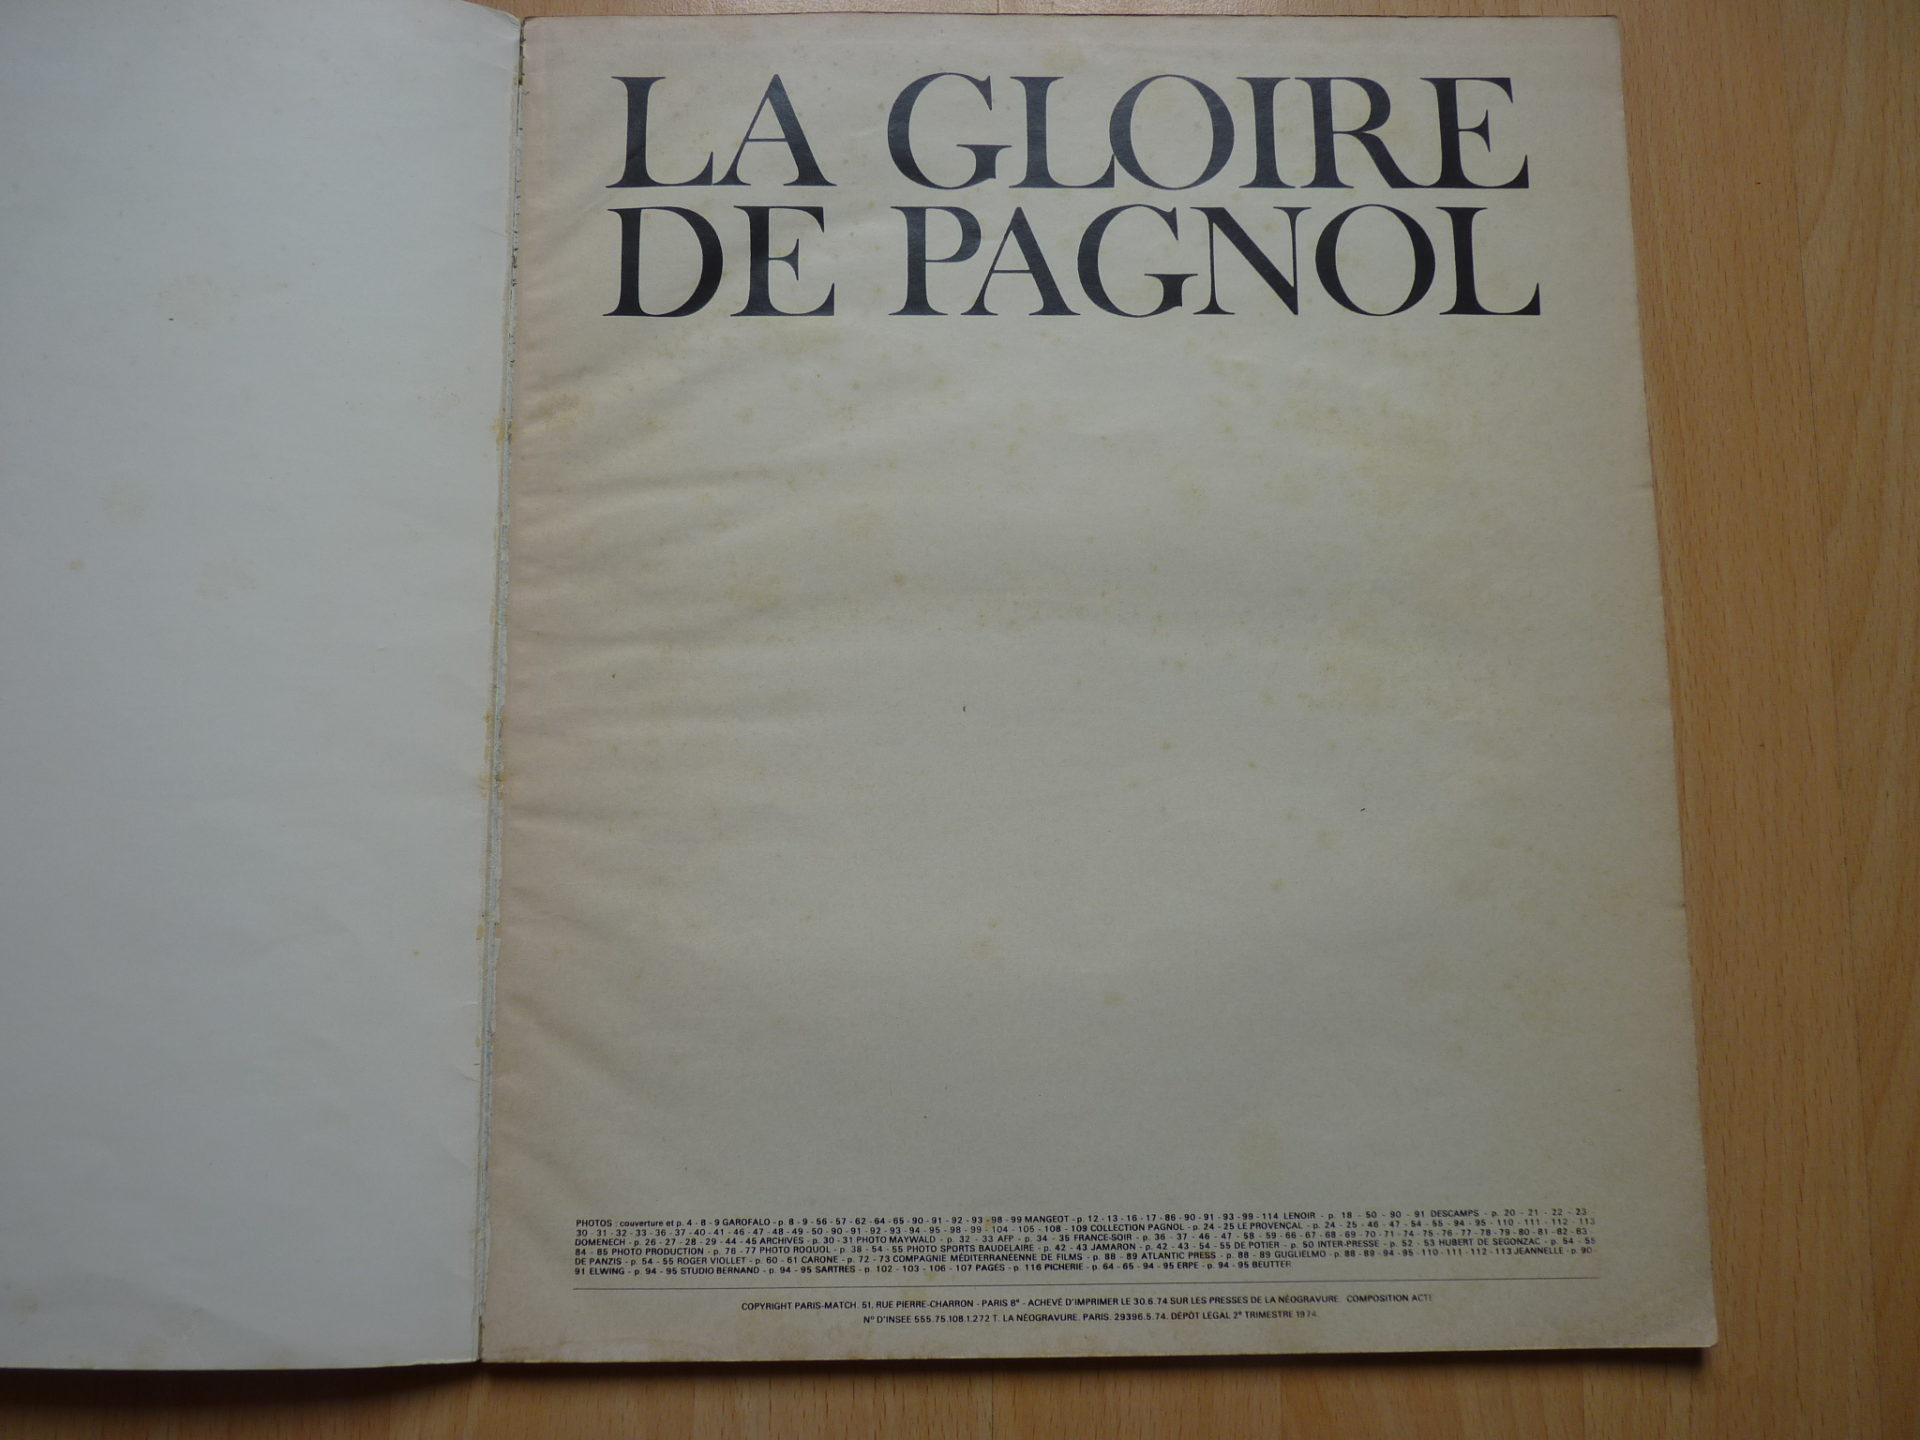 LA GLOIRE
DE PAGNOL
PHOTOS : couverture et p. 4 - 8 - 9 GAROFALO - p. 8 - 9 - 56 - 57 - 62 - 64 - 65 - 90 - 91 - 92 - 93 - 98 - 99 MANGEOT - p. 12 - 13 - 16 - 17 - 86 - 90 - 91 - 93 - 99 - 114 LENOIR - p. 18 - 50 - 90 - 91 DESCAMPS - p. 20 - 21 - 22 - 23
30 - 31 - 32 - 33 - 36 - 37 - 40 - 41 - 46 - 47 - 48 - 49 - 50 - 90 - 91 - 92 - 93 - 94 - 95 - 98 - 99 - 104 - 105 - 108 - 109 COLLECTION PAGNOL - p. 24 - 25 LE PROVENÇAL - p. 24 - 25 - 46 - 47 - 54 - 55 - 94 - 95 - 110 - 111 - 112 - 113
DOMENECH - p. 26 - 27 - 28 - 29 - 44 - 45 ARCHIVES - p. 30 - 31 PHOTO MAYWALD - p. 32 - 33 AFP - p. 34 - 35 FRANCE-SOIR - p. 36 - 37 - 46 - 47 - 58 - 59 - 66 - 67 - 68 - 69 - 70 - 71 - 74 - 75 - 76 - 77 - 78 - 79 - 80 - 81 - 82 - 83 -
84 - 85 PHOTO PRODUCTION - p. 76 - 77 PHOTO ROQUOL - p. 38 - 54 - 55 PHOTO SPORTS BAUDELAIRE - p. 42 - 43 JAMARON - p. 42 - 43 - 54 - 55 DE POTIER - p. 50 INTER-PRESSE - p. 52 - 53 HUBERT DE SEGONZAC - p. 54 - 55
DE PANZIS - p. 54 - 55 ROGER VIOLLET - p. 60 - 61 CARONE - p. 72 - 73 COMPAGNIE MÉDITERRANÉENNE DE FILMS - p. 88 - 89 ATLANTIC PRESS - p. 88 - 89 GUGLIELMO - p. 88 - 89 - 94 - 95 - 110 - 111 - 112 - 113 JEANNELLE - p. 90-
91 ELWING - p. 94 - 95 STUDIO BERNAND - p. 94 - 95 SARTRES - p. 102 - 103 - 106 - 107 PAGÈS - p. 116 PICHERIE - p. 64 - 65 - 94 - 95 ERPE - p. 94 - 95 BEUTTER
COPYRIGHT PARIS-MATCH. 51, RUE PIERRE-CHARRON - PARIS 8e - ACHEVÉ D'IMPRIMER LE 30.6.74 SUR LES PRESSES DE LA NÉOGRAVURE. COMPOSITION ACTE
N° D'INSEE 555.75.108.1.272 T. LA NÉOGRAVURE. PARIS. 29396.5.74. DÉPÔT LÉGAL 2e TRIMESTRE 1974